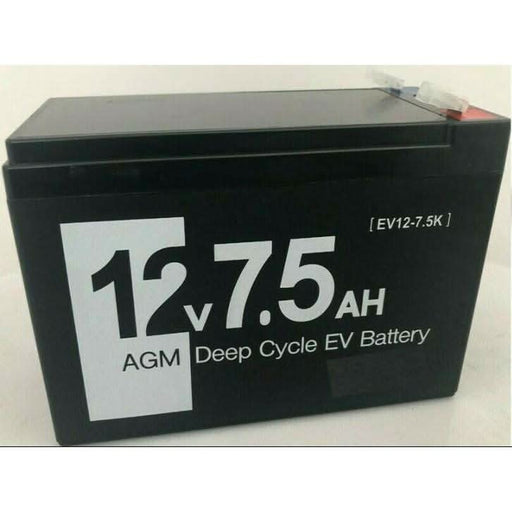 [ EV12-7.5K ]
12V7.5AH
AGM Deep Cycle EV Battery